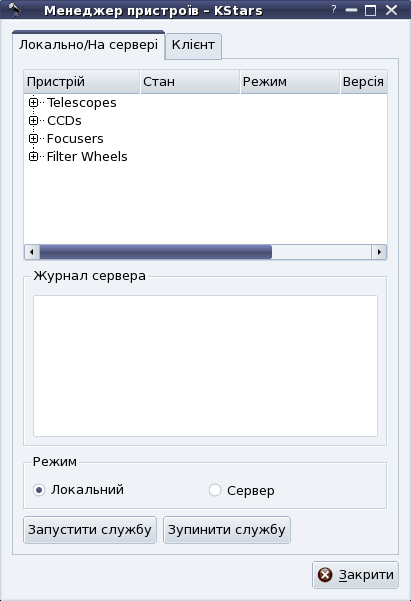 Менеджер пристроїв – KStars
Локально/На сервері Клієнт
Пристрій Стан Режим Версія
Telescopes
CCDs
Focusers
Filter Wheels
Журнал сервера
Режим
Локальний Сервер
Запустити службу Зупинити службу
Закрити